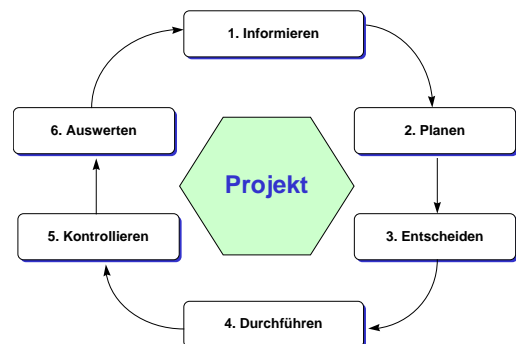 1. Informieren
2. Planen
3. Entscheiden
4. Durchführen
5. Kontrollieren
6. Auswerten
Projekt